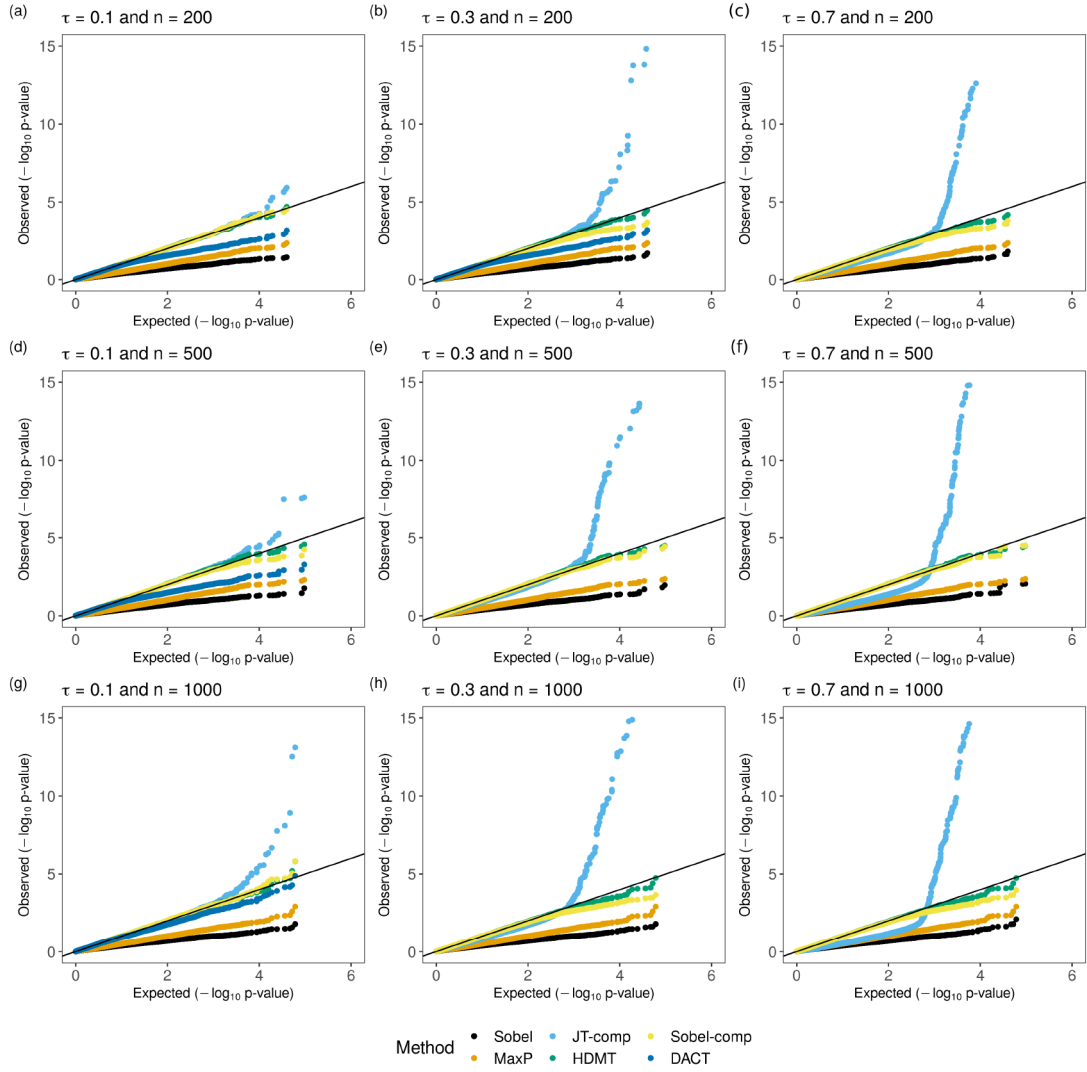 (a)
τ = 0.1 and n = 200
Observed (− log10 p-value)
15
10
5
0
0 2 4 6
Expected (− log10 p-value)
(b)
τ = 0.3 and n = 200
Observed (− log10 p-value)
15
10
5
0
0 2 4 6
Expected (− log10 p-value)
(c)
τ = 0.7 and n = 200
Observed (− log10 p-value)
15
10
5
0
0 2 4 6
Expected (− log10 p-value)
(d)
τ = 0.1 and n = 500
Observed (− log10 p-value)
15
10
5
0
0 2 4 6
Expected (− log10 p-value)
(e)
τ = 0.3 and n = 500
Observed (− log10 p-value)
15
10
5
0
0 2 4 6
Expected (− log10 p-value)
(f)
τ = 0.7 and n = 500
Observed (− log10 p-value)
15
10
5
0
0 2 4 6
Expected (− log10 p-value)
(g)
τ = 0.1 and n = 1000
Observed (− log10 p-value)
15
10
5
0
0 2 4 6
Expected (− log10 p-value)
(h)
τ = 0.3 and n = 1000
Observed (− log10 p-value)
15
10
5
0
0 2 4 6
Expected (− log10 p-value)
(i)
τ = 0.7 and n = 1000
Observed (− log10 p-value)
15
10
5
0
0 2 4 6
Expected (− log10 p-value)
Method
Sobel JT-comp Sobel-comp
MaxP HDMT DACT